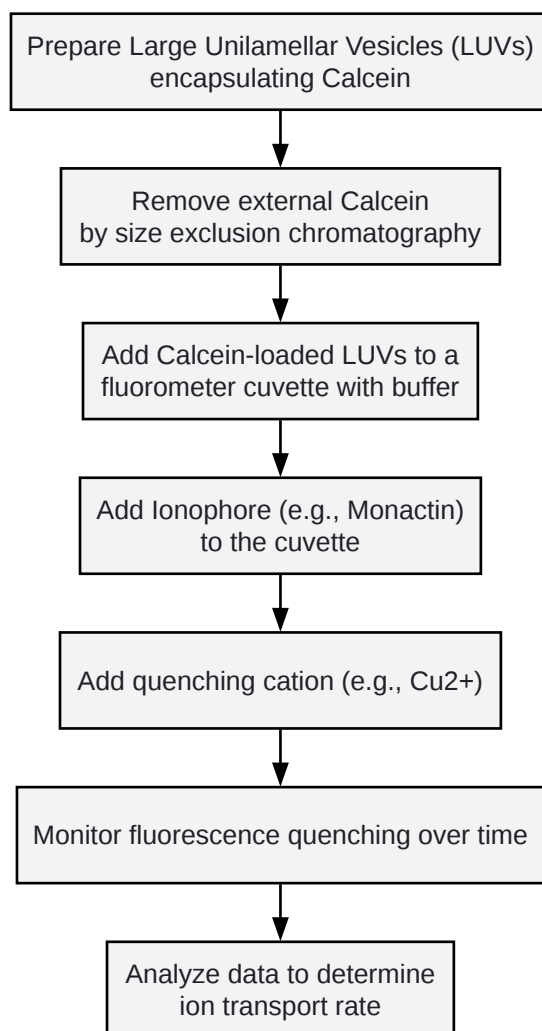 Prepare Large Unilamellar Vesicles (LUVs)
encapsulating Calcein
Remove external Calcein
by size exclusion chromatography
Add Calcein-loaded LUVs to a
fluorometer cuvette with buffer
Add Ionophore (e.g., Monactin)
to the cuvette
Add quenching cation (e.g., Cu2+)
Monitor fluorescence quenching over time
Analyze data to determine
ion transport rate